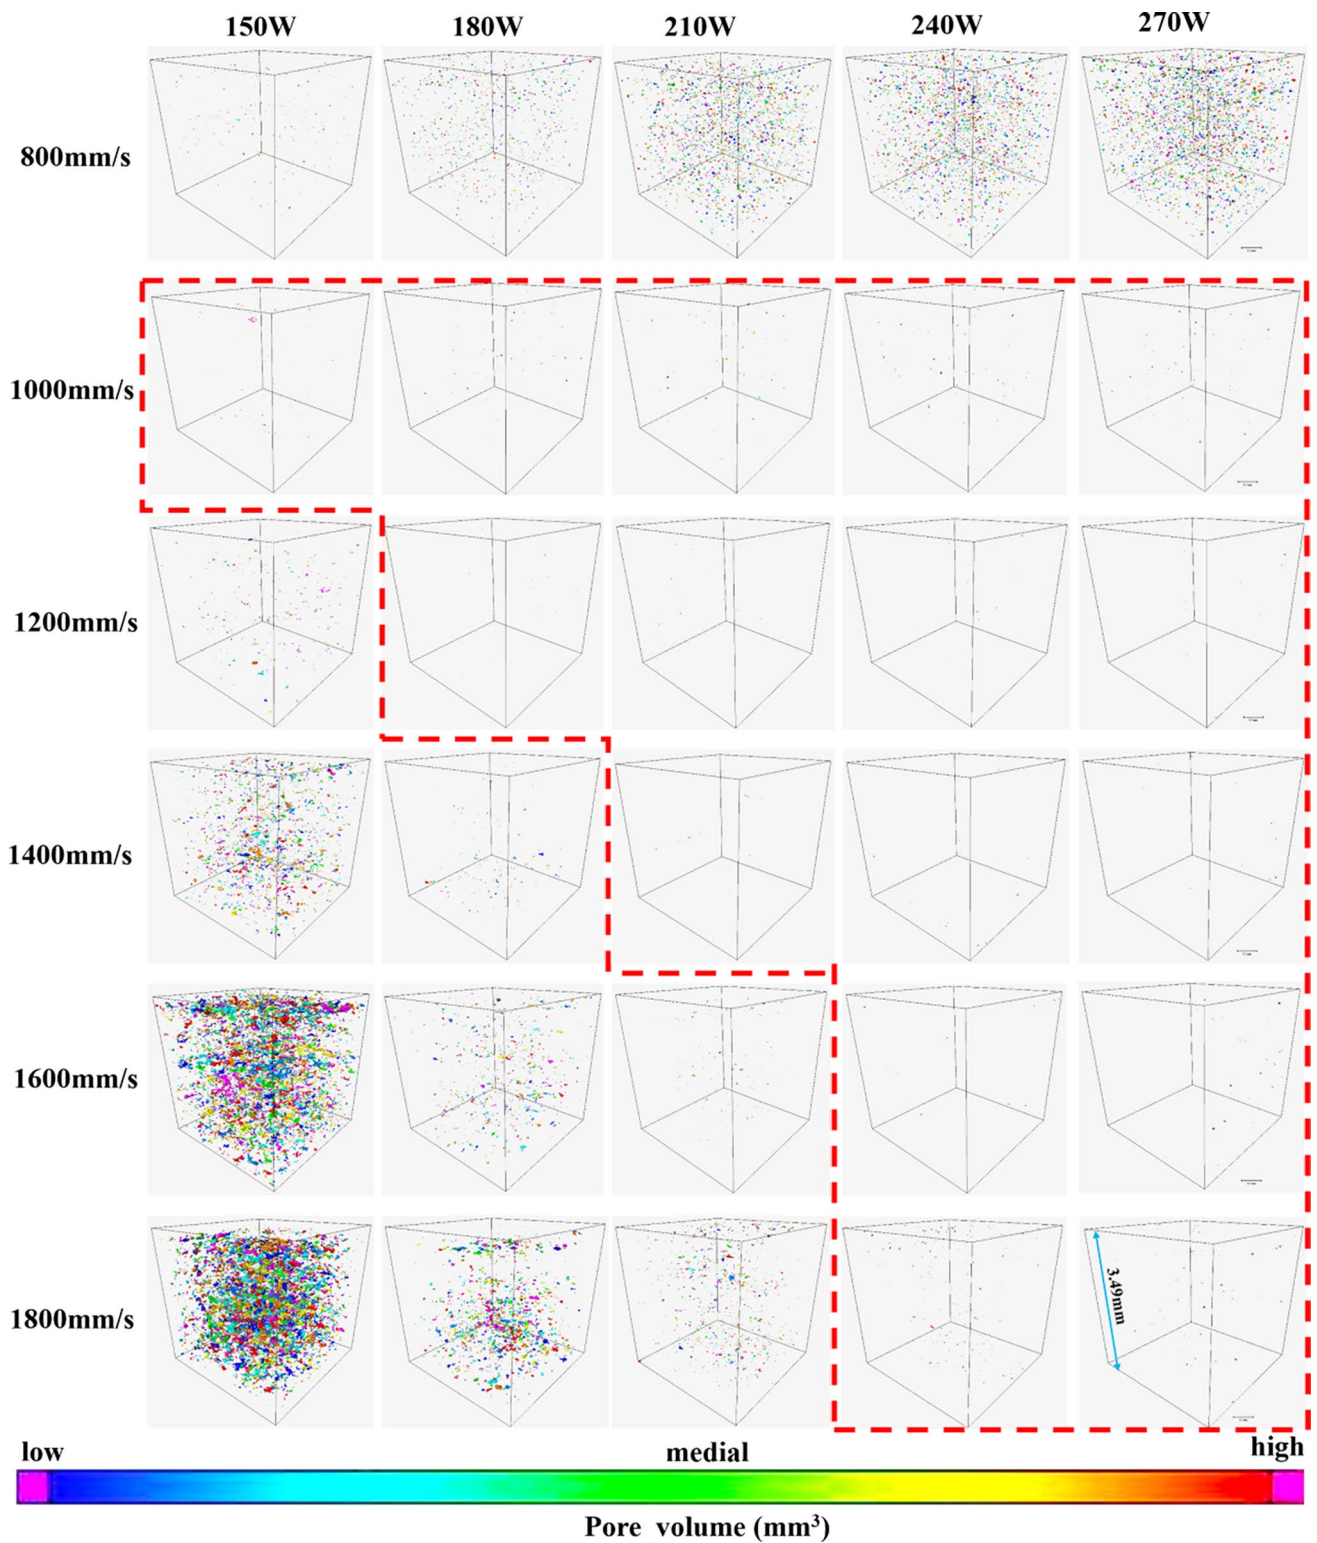 150W 180W 210W 240W 270W
800mm/s
1000mm/s
1200mm/s
1400mm/s
1600mm/s
1800mm/s
3.49mm
low medial high
Pore volume (mm³)